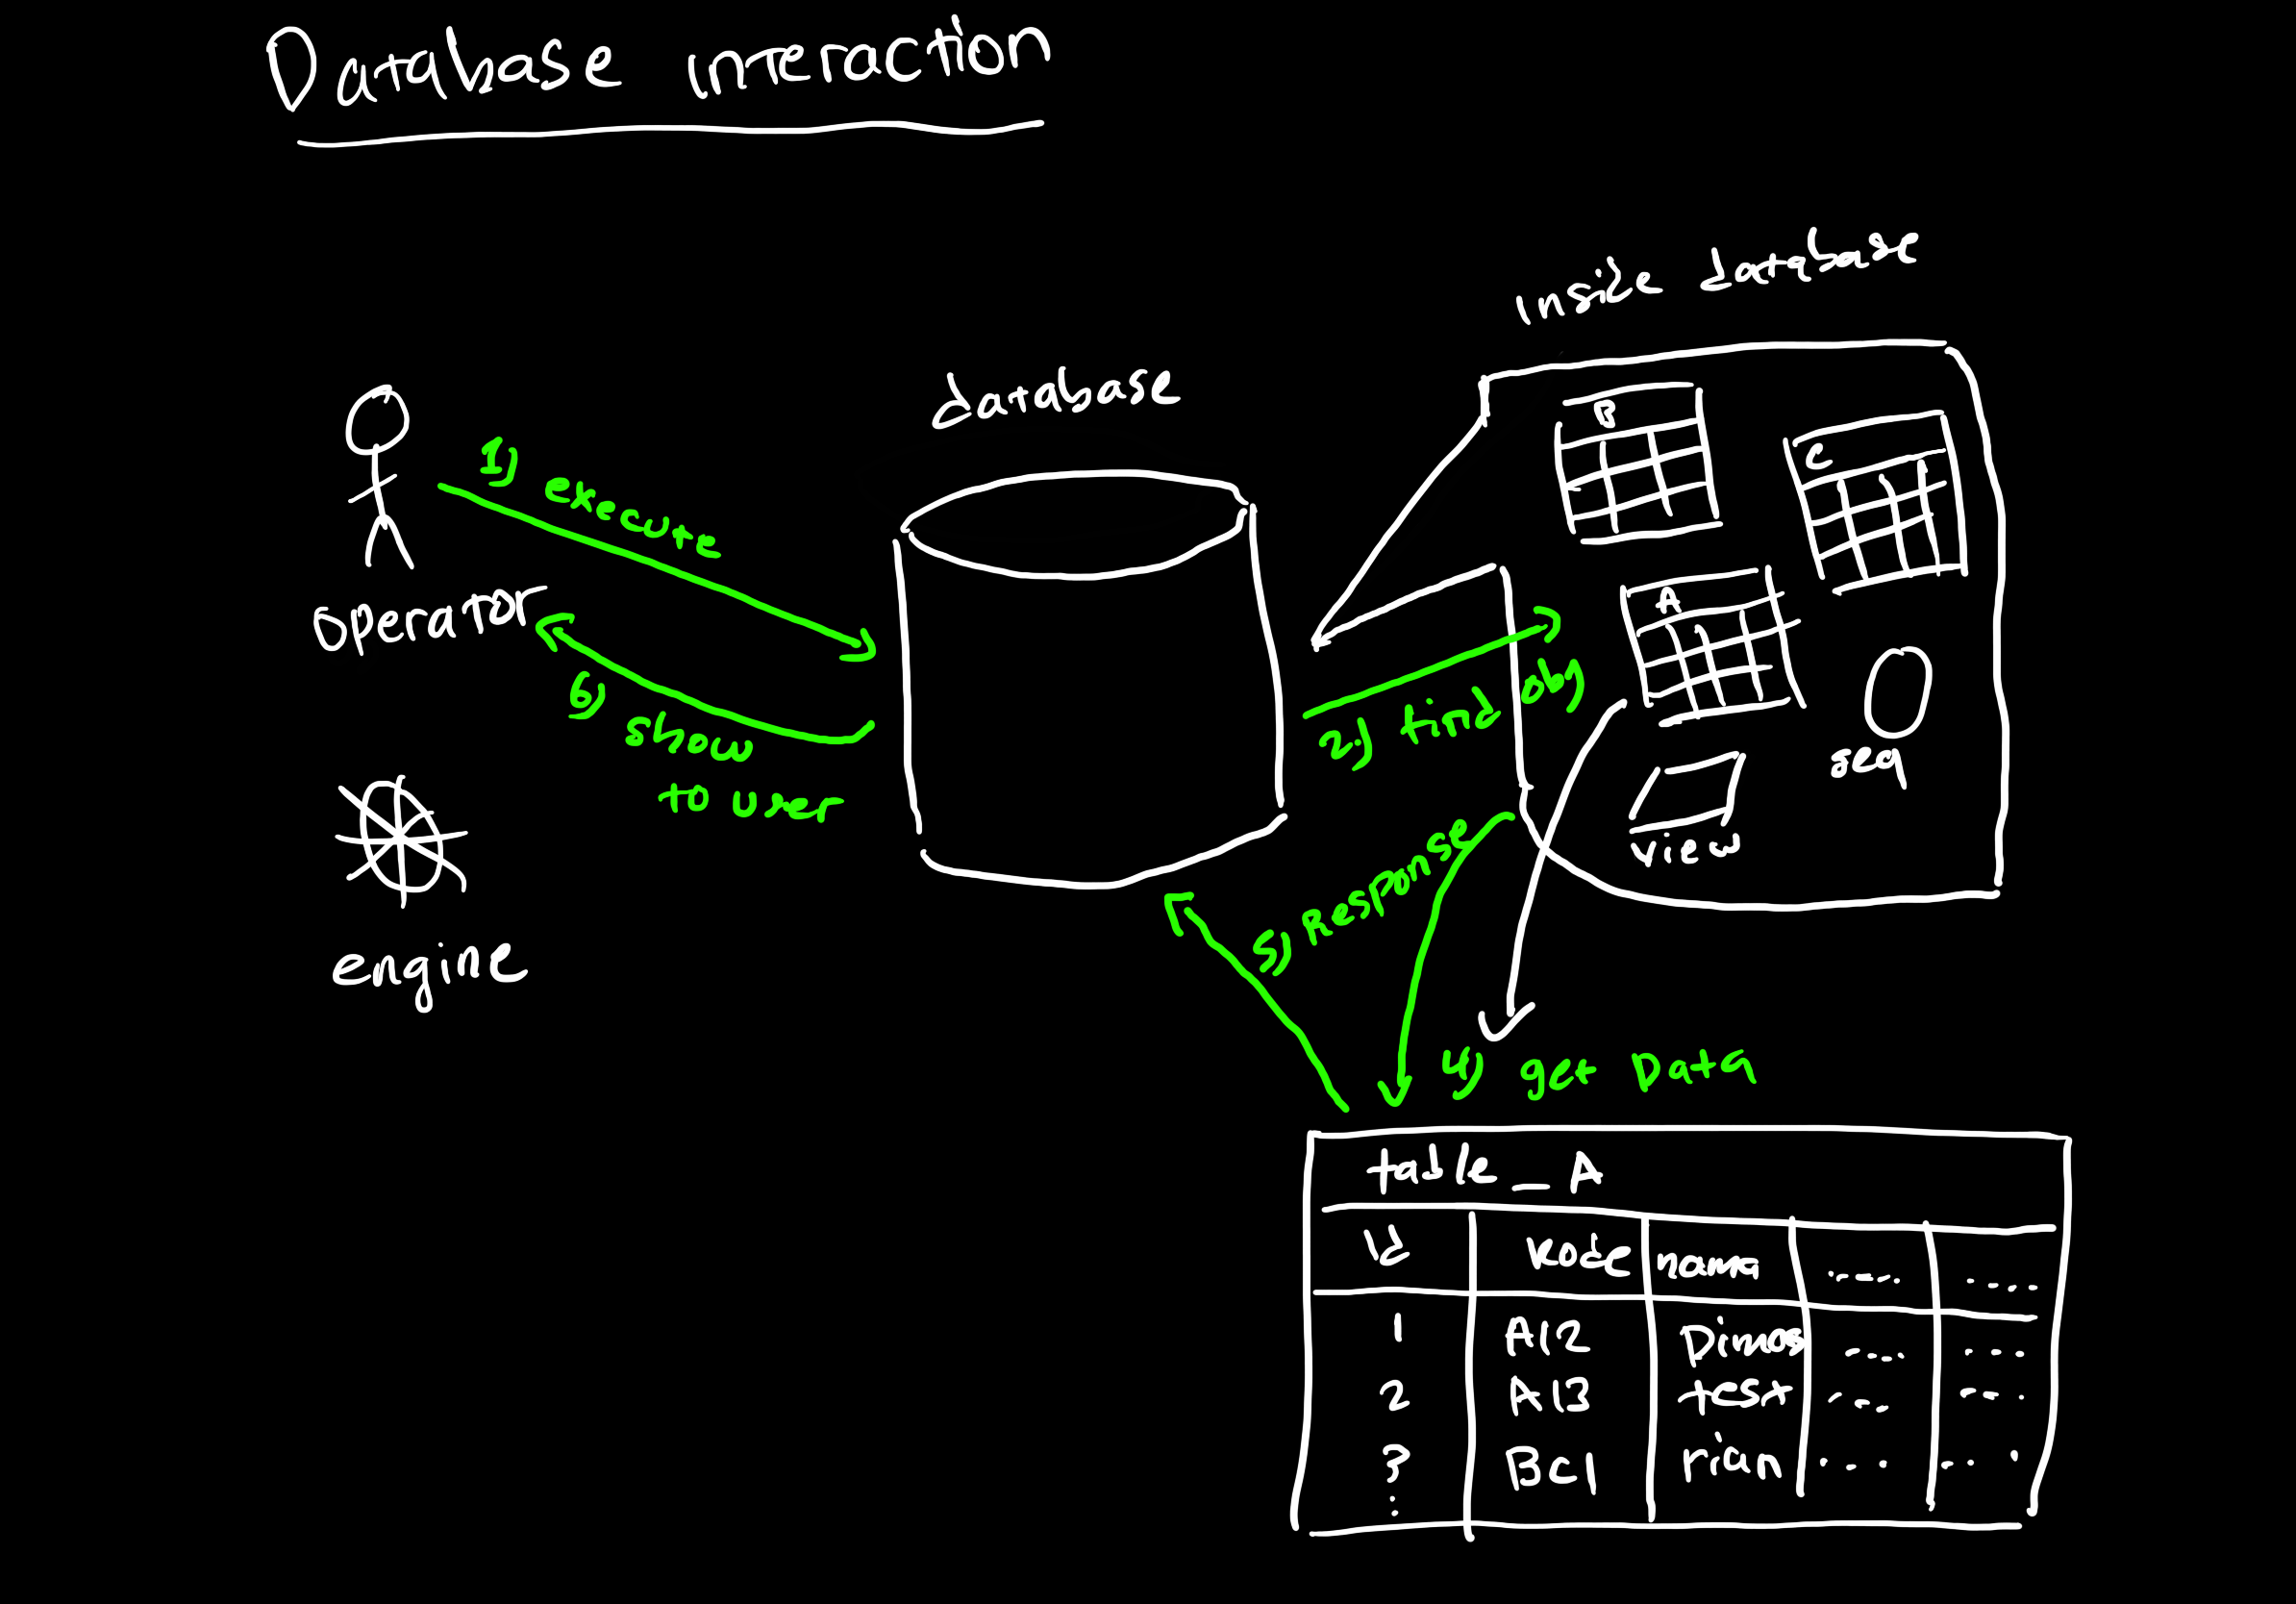 Database interaction
inside database
database
B
C
1) execute
operator
A
6) show
to user
2) find obj
seq
view
5) Response
engine
4) get Data
table_A
id kode nama ..... ....
1 A12 Dimas .... ...
2 A13 test ... ...
3 BC1 rian ... ...
: